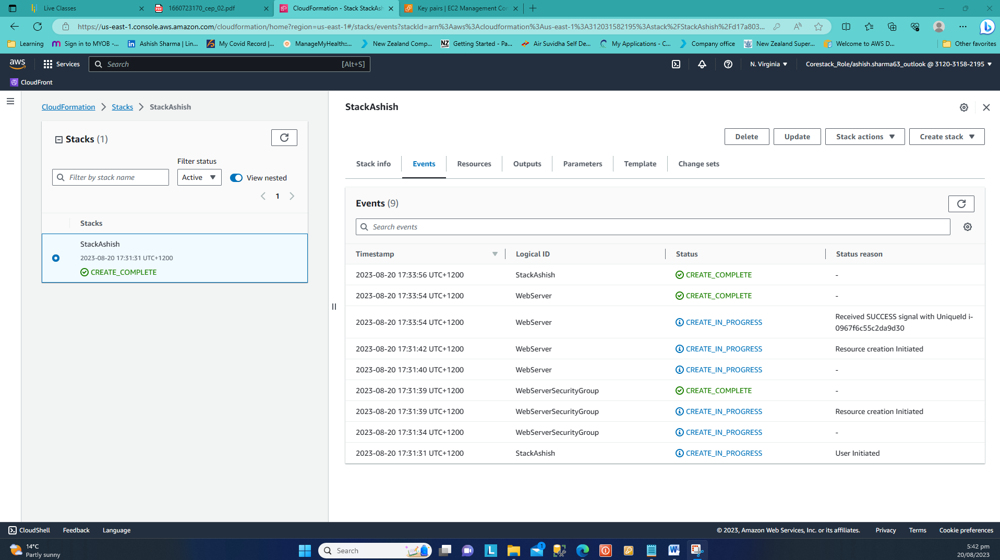 Live Classes
1660723170_cep_02.pdf
CloudFormation - Stack StackAsh
Key pairs | EC2 Management Con
https://us-east-1.console.aws.amazon.com/cloudformation/home?region=us-east-1#/stacks/events?stackId=arn%3Aaws%3Acloudformation%3Aus-east-1%3A312031582195%3Astack%2FStackAshish%2Fd17a803...
Learning
Sign in to MYOB -...
Ashish Sharma | Lin...
My Covid Record |...
ManageMyHealth::...
New Zealand Comp...
NZ
Getting Started - Pa...
Air Suvidha Self De...
My Applications - C...
Company office
New Zealand Super...
Welcome to AWS D...
Other favorites
aws
Services
Search
[Alt+S]
N. Virginia
Corestack_Role/ashish.sharma63_outlook @ 3120-3158-2195
CloudFront
CloudFormation
Stacks
StackAshish
Stacks (1)
Filter status
Filter by stack name
Active
View nested
1
Stacks
StackAshish
2023-08-20 17:31:31 UTC+1200
CREATE_COMPLETE
StackAshish
Delete
Update
Stack actions
Create stack
Stack info
Events
Resources
Outputs
Parameters
Template
Change sets
Events (9)
Search events
Timestamp Logical ID Status Status reason
2023-08-20 17:33:56 UTC+1200 StackAshish CREATE_COMPLETE -
2023-08-20 17:33:54 UTC+1200 WebServer CREATE_COMPLETE -
2023-08-20 17:33:54 UTC+1200 WebServer CREATE_IN_PROGRESS Received SUCCESS signal with UniqueId i-
0967f6c55c2da9d30
2023-08-20 17:31:42 UTC+1200 WebServer CREATE_IN_PROGRESS Resource creation Initiated
2023-08-20 17:31:40 UTC+1200 WebServer CREATE_IN_PROGRESS -
2023-08-20 17:31:39 UTC+1200 WebServerSecurityGroup CREATE_COMPLETE -
2023-08-20 17:31:39 UTC+1200 WebServerSecurityGroup CREATE_IN_PROGRESS Resource creation Initiated
2023-08-20 17:31:34 UTC+1200 WebServerSecurityGroup CREATE_IN_PROGRESS -
2023-08-20 17:31:31 UTC+1200 StackAshish CREATE_IN_PROGRESS User Initiated
CloudShell
Feedback
Language
© 2023, Amazon Web Services, Inc. or its affiliates.
Privacy
Terms
Cookie preferences
14°C
Partly sunny
Search
L
1
W
5:42 pm
20/08/2023